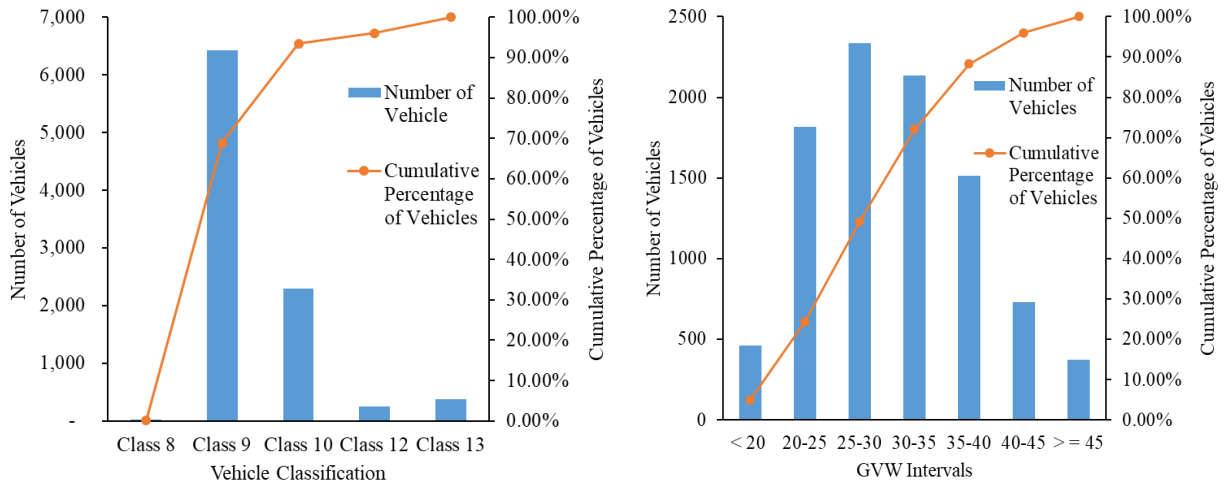 7,000
6,000
5,000
4,000
3,000
2,000
1,000
-
Number of Vehicles
Class 8 Class 9 Class 10 Class 12 Class 13
Vehicle Classification
100.00%
90.00%
80.00%
70.00%
60.00%
50.00%
40.00%
30.00%
20.00%
10.00%
0.00%
Cumulative Percentage of Vehicles
Number of
Vehicle
Cumulative
Percentage
of Vehicles
2500
2000
1500
1000
500
0
Number of Vehicles
< 20 20-25 25-30 30-35 35-40 40-45 > = 45
GVW Intervals
100.00%
90.00%
80.00%
70.00%
60.00%
50.00%
40.00%
30.00%
20.00%
10.00%
0.00%
Cumulative Percentage of Vehicles
Number of
Vehicles
Cumulative
Percentage
of Vehicles